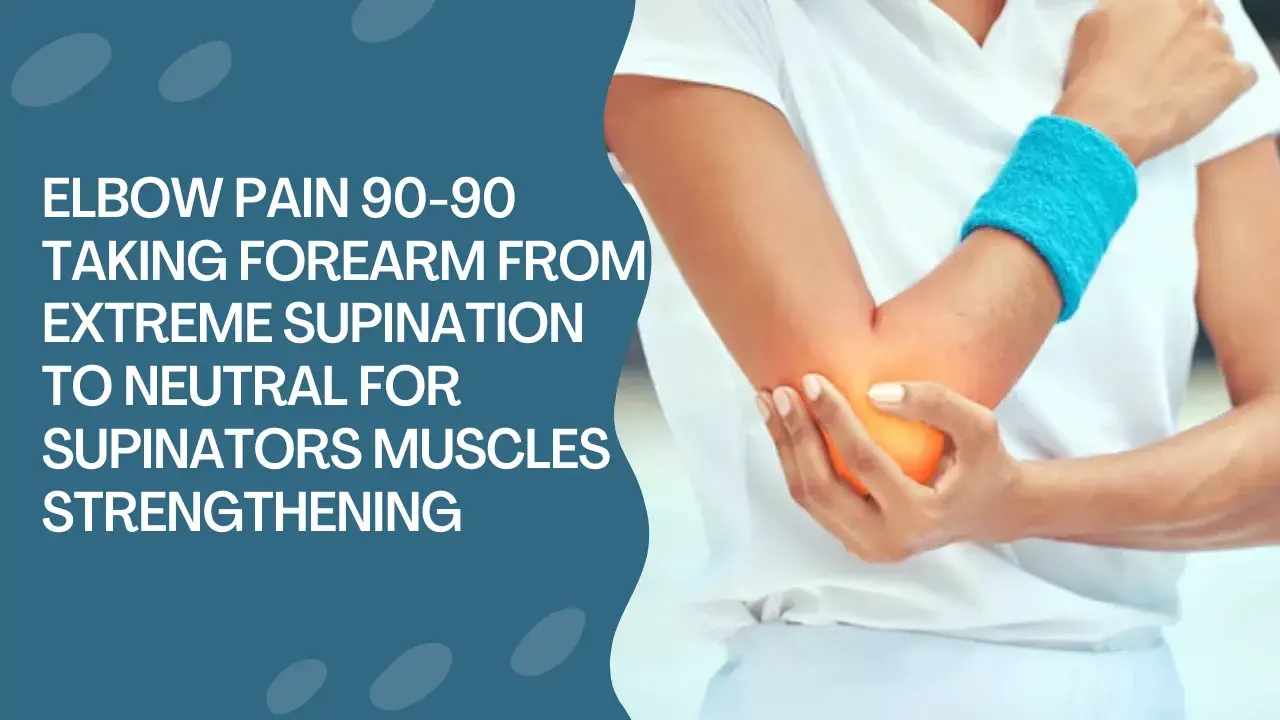 ELBOW PAIN 90-90
TAKING FOREARM FROM
EXTREME SUPINATION
TO NEUTRAL FOR
SUPINATORS MUSCLES
STRENGTHENING